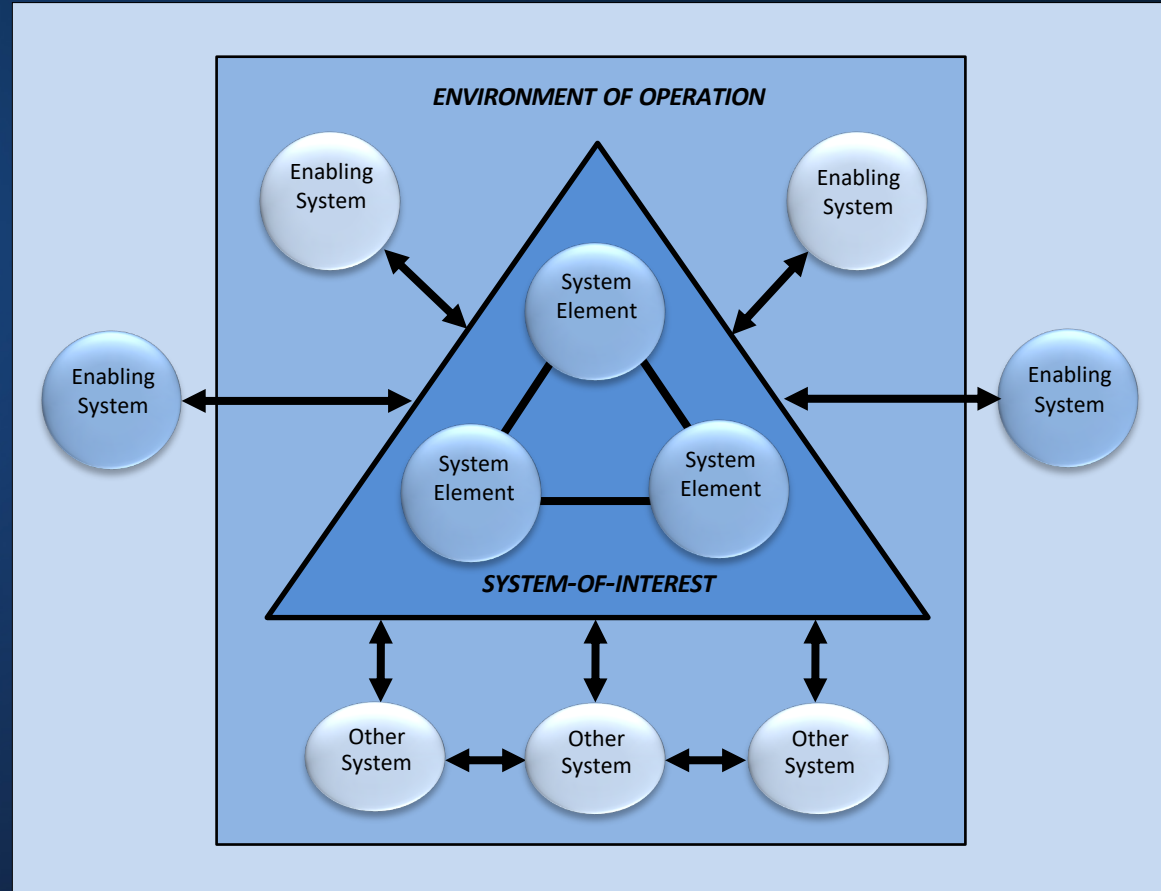 ENVIRONMENT OF OPERATION
Enabling
System
Enabling
System
System
Element
Enabling
System
Enabling
System
System
Element
System
Element
SYSTEM-OF-INTEREST
Other
System
Other
System
Other
System